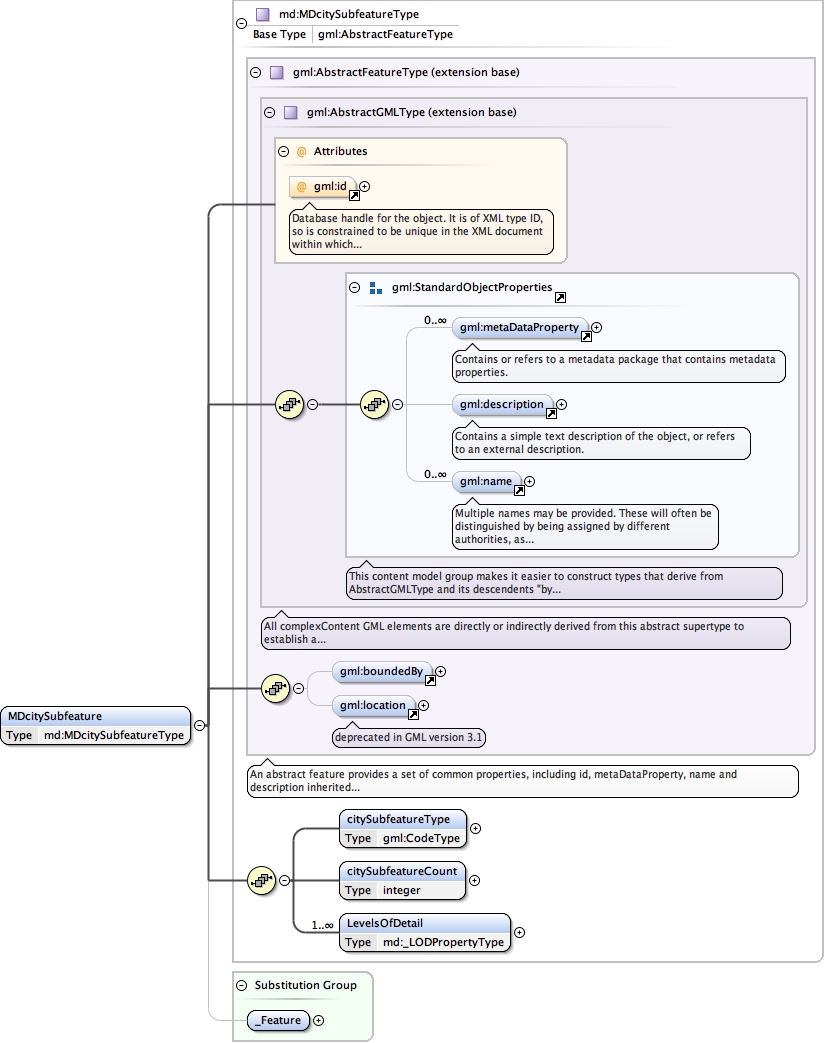 md:MDcitySubfeatureType
Base Type gml:AbstractFeatureType
gml:AbstractFeatureType (extension base)
gml:AbstractGMLType (extension base)
@ Attributes
@ gml:id
Database handle for the object. It is of XML type ID,
so is constrained to be unique in the XML document
within which...
gml:StandardObjectProperties
0..∞
gml:metaDataProperty
Contains or refers to a metadata package that contains metadata
properties.
gml:description
Contains a simple text description of the object, or refers
to an external description.
0..∞
gml:name
Multiple names may be provided. These will often be
distinguished by being assigned by different
authorities, as...
This content model group makes it easier to construct types that derive from
AbstractGMLType and its descendents "by...
All complexContent GML elements are directly or indirectly derived from this abstract supertype to
establish a...
gml:boundedBy
gml:location
deprecated in GML version 3.1
MDcitySubfeature
Type md:MDcitySubfeatureType
An abstract feature provides a set of common properties, including id, metaDataProperty, name and
description inherited...
citySubfeatureType
Type gml:CodeType
citySubfeatureCount
Type integer
1..∞
LevelsOfDetail
Type md:_LODPropertyType
Substitution Group
_Feature